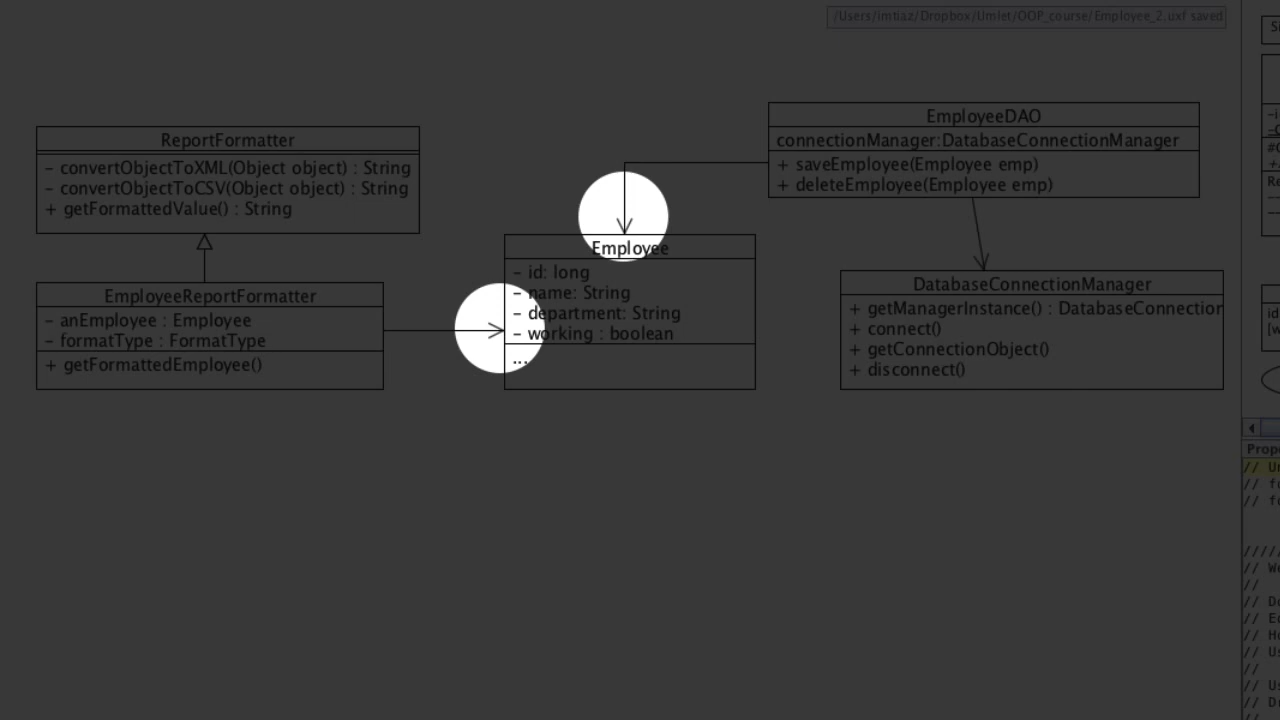 /Users/imtiaz/Dropbox/Umlet/OOP_course/Employee_2.uxf saved
ReportFormatter
- convertObjectToXML(Object object) : String
- convertObjectToCSV(Object object) : String
+ getFormattedValue() : String
EmployeeReportFormatter
- anEmployee : Employee
- formatType : FormatType
+ getFormattedEmployee()
Employee
- id: long
- name: String
- department: String
- working : boolean
...
EmployeeDAO
connectionManager:DatabaseConnectionManager
+ saveEmployee(Employee emp)
+ deleteEmployee(Employee emp)
DatabaseConnectionManager
+ getManagerInstance() : DatabaseConnection
+ connect()
+ getConnectionObject()
+ disconnect()